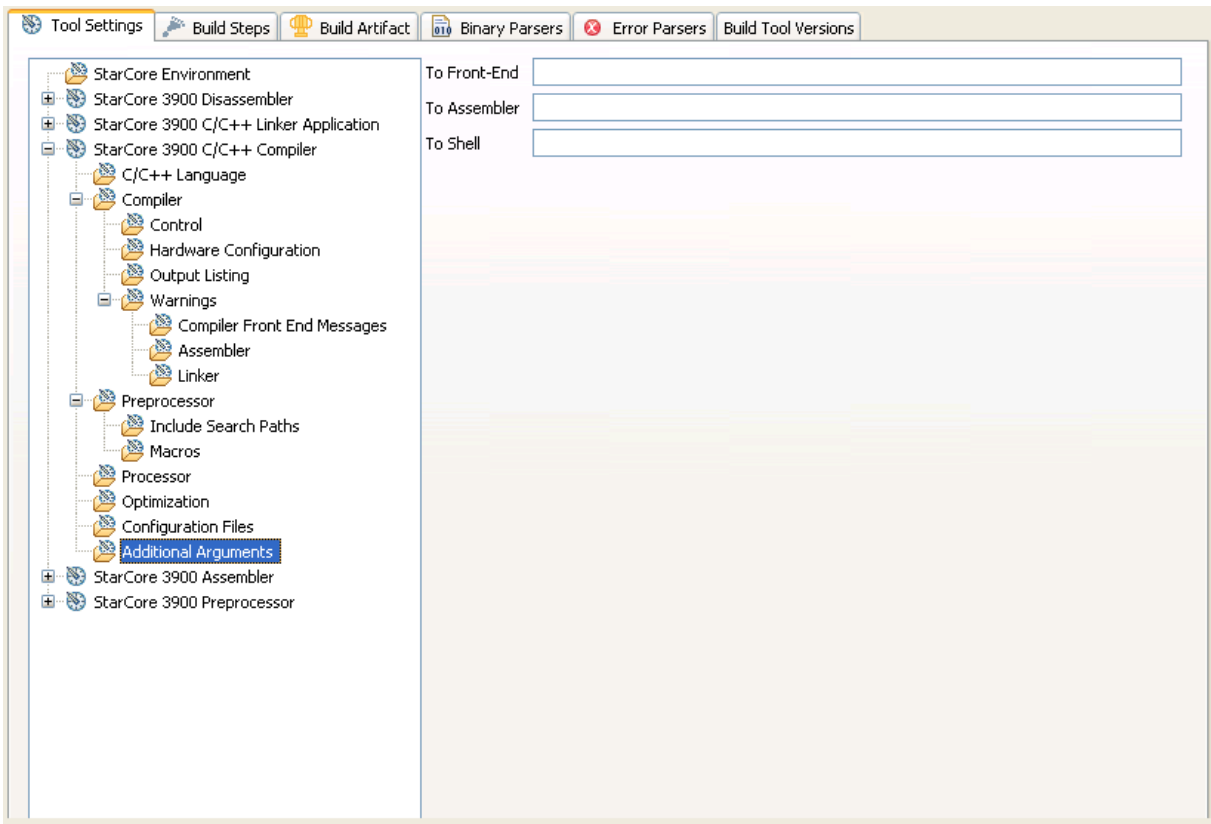 Tool Settings Build Steps Build Artifact Binary Parsers Error Parsers Build Tool Versions
StarCore Environment
StarCore 3900 Disassembler
StarCore 3900 C/C++ Linker Application
StarCore 3900 C/C++ Compiler
C/C++ Language
Compiler
Control
Hardware Configuration
Output Listing
Warnings
Compiler Front End Messages
Assembler
Linker
Preprocessor
Include Search Paths
Macros
Processor
Optimization
Configuration Files
Additional Arguments
StarCore 3900 Assembler
StarCore 3900 Preprocessor
To Front-End
To Assembler
To Shell